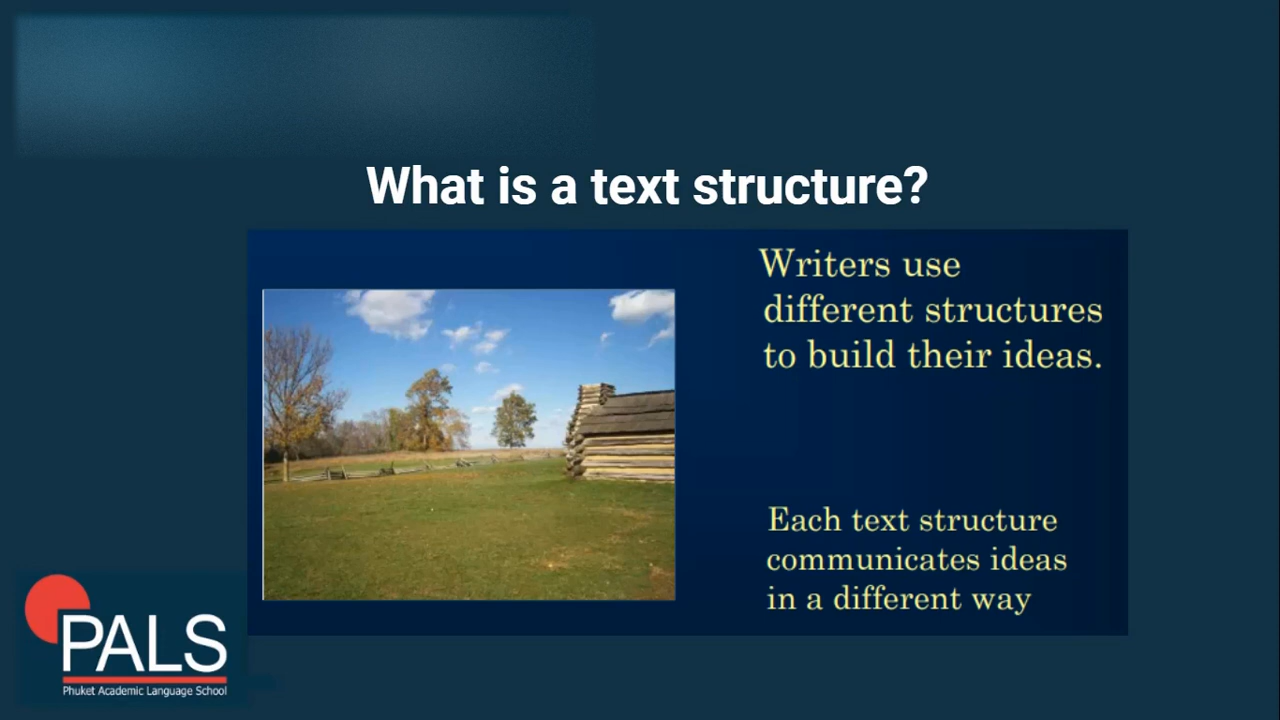 What is a text structure?
Writers use
different structures
to build their ideas.
Each text structure
communicates ideas
in a different way
PALS
Phuket Academic Language School